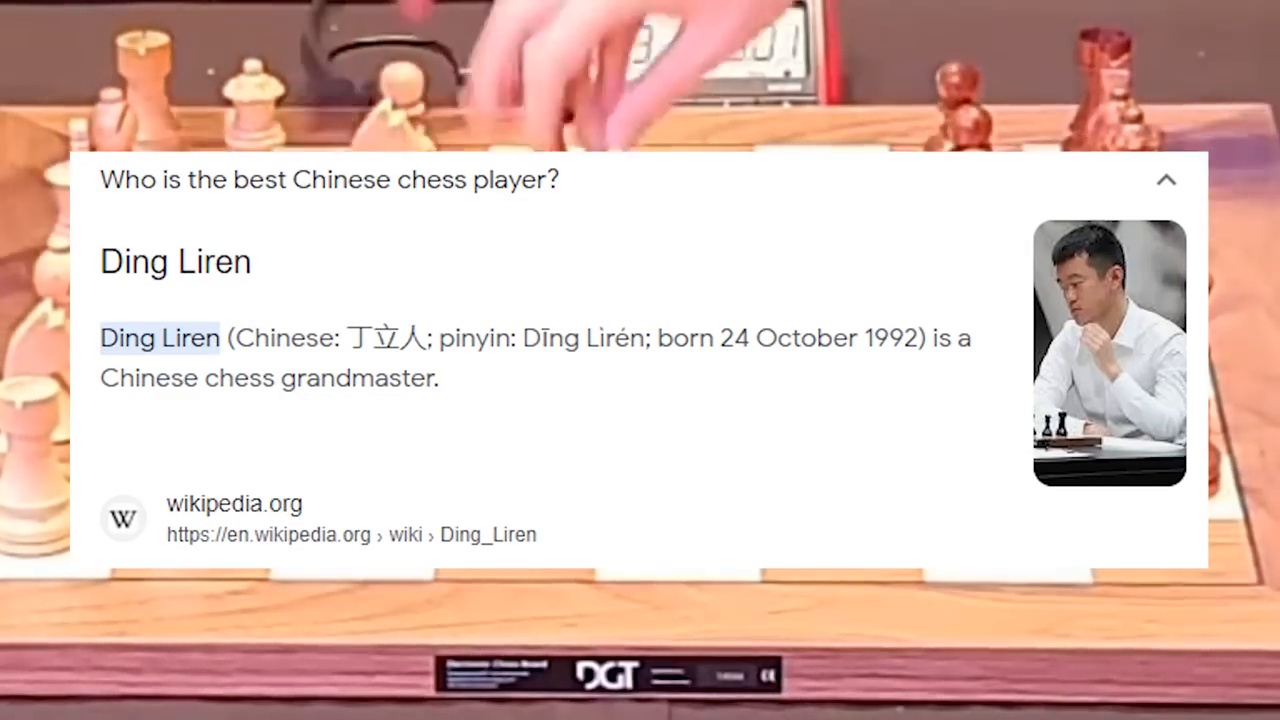 Who is the best Chinese chess player?
Ding Liren
Ding Liren (Chinese: 丁立人; pinyin: Dīng Lìrén; born 24 October 1992) is a
Chinese chess grandmaster.
W wikipedia.org
https://en.wikipedia.org › wiki › Ding_Liren
DGT
CE